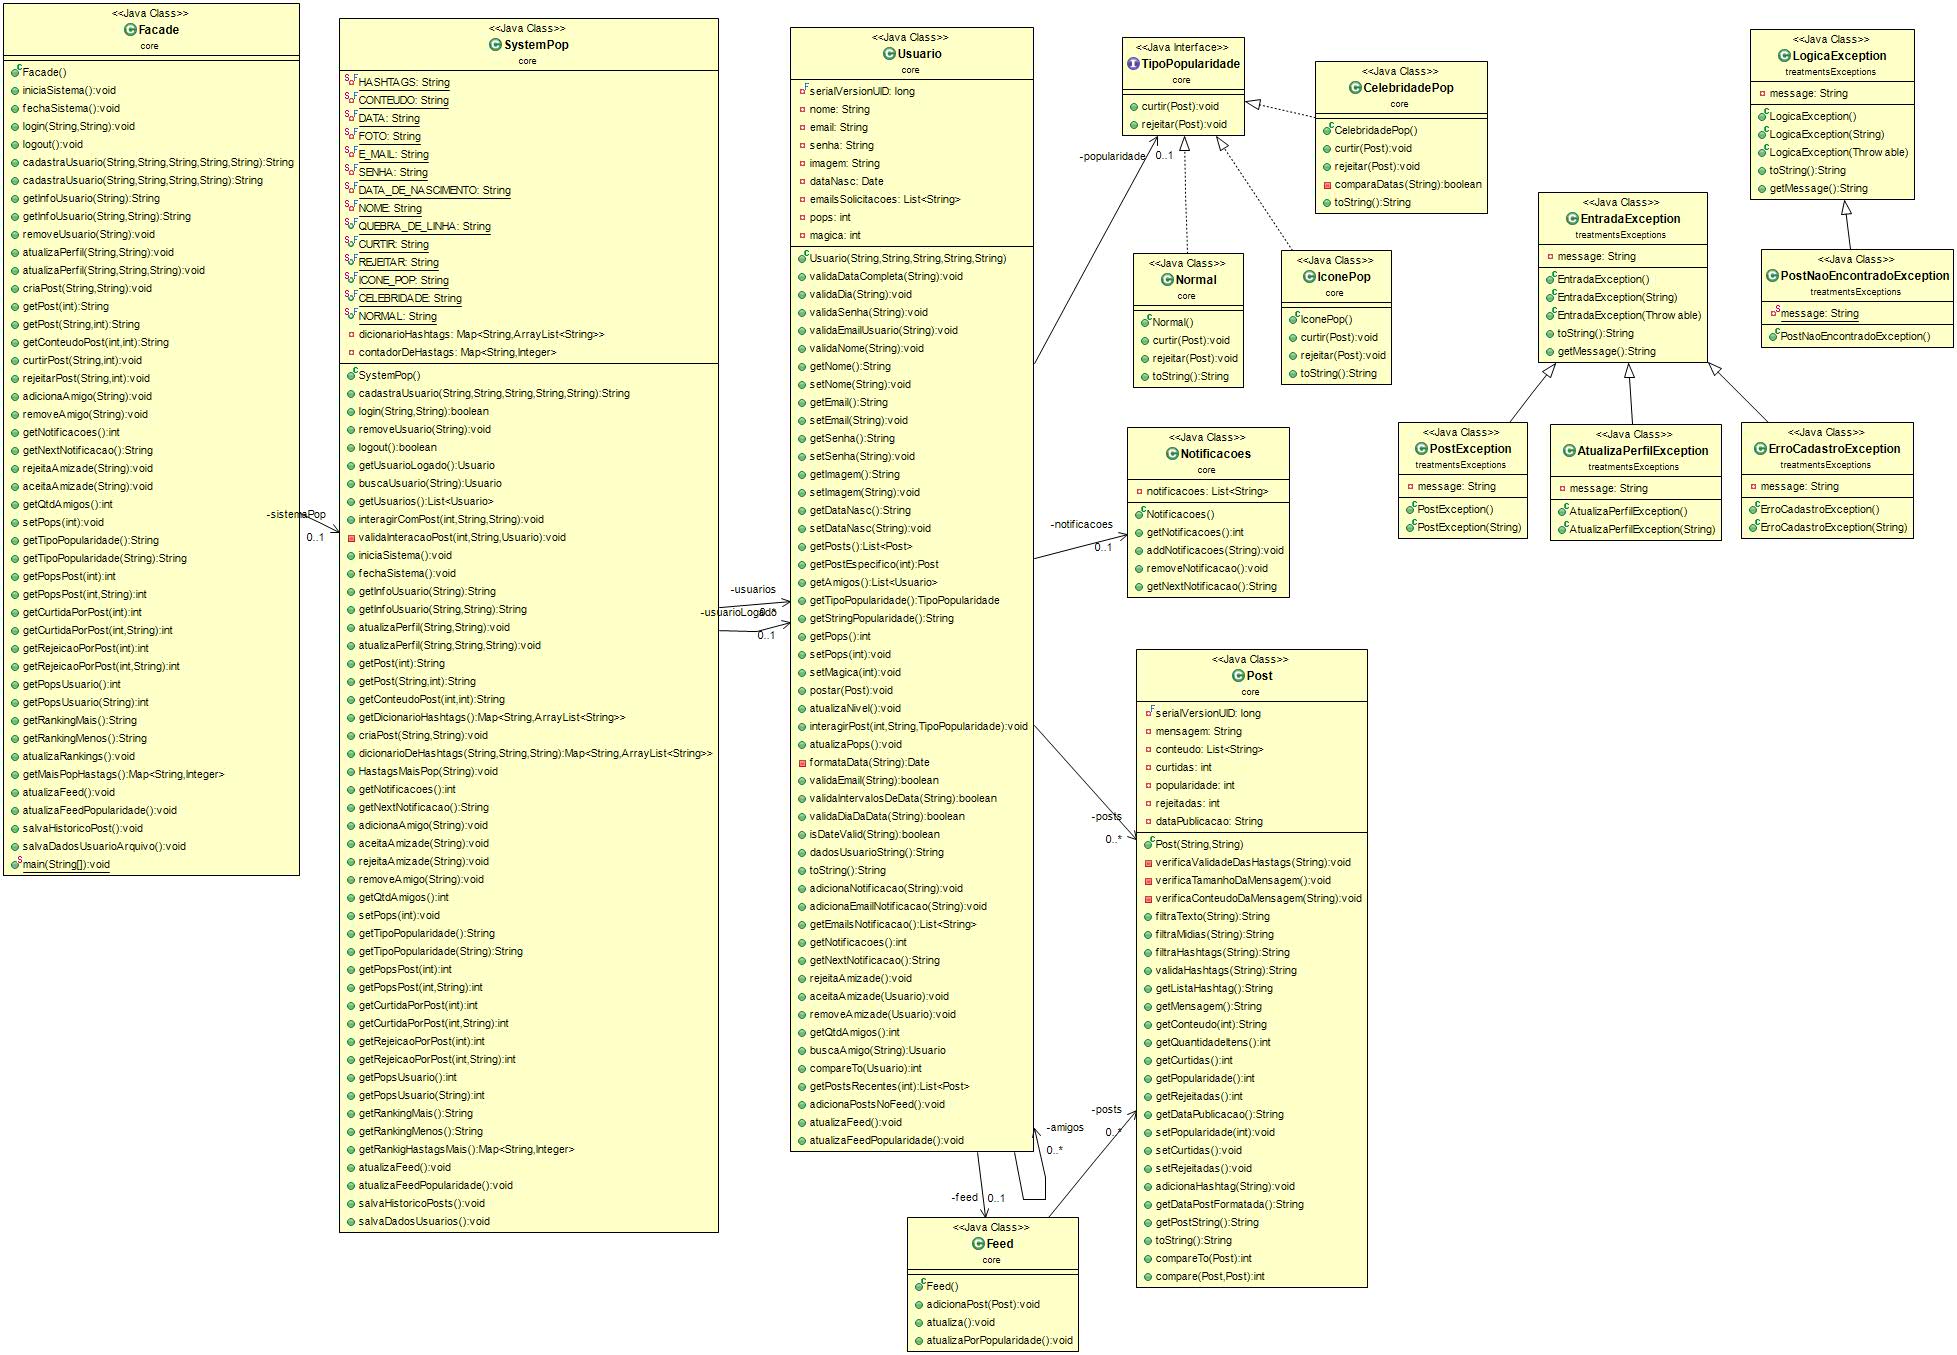 <<Java Class>>
Facade
core
Facade()
iniciaSistema():void
fechaSistema():void
login(String,String):void
logout():void
cadastraUsuario(String,String,String,String,String):String
cadastraUsuario(String,String,String,String):String
getInfoUsuario(String):String
getInfoUsuario(String,String):String
removeUsuario(String):void
atualizaPerfil(String,String):void
atualizaPerfil(String,String,String):void
criaPost(String,String):void
getPost(int):String
getPost(String,int):String
getConteudoPost(int,int):String
curtirPost(String,int):void
rejeitarPost(String,int):void
adicionaAmigo(String):void
removeAmigo(String):void
getNotificacoes():int
getNextNotificacao():String
rejeitaAmizade(String):void
aceitaAmizade(String):void
getQtdAmigos():int
setPops(int):void
getTipoPopularidade():String
getTipoPopularidade(String):String
getPopsPost(int):int
getPopsPost(int,String):int
getCurtidaPorPost(int):int
getCurtidaPorPost(int,String):int
getRejeicaoPorPost(int):int
getRejeicaoPorPost(int,String):int
getPopsUsuario():int
getPopsUsuario(String):int
getRankingMais():String
getRankingMenos():String
atualizaRankings():void
getMaisPopHastags():Map<String,Integer>
atualizaFeed():void
atualizaFeedPopularidade():void
salvaHistoricoPost():void
salvaDadosUsuarioArquivo():void
main(String[]):void
-sistemaPop
0..1
<<Java Class>>
SystemPop
core
HASHTAGS: String
CONTEUDO: String
DATA: String
FOTO: String
E_MAIL: String
SENHA: String
DATA_DE_NASCIMENTO: String
NOME: String
QUEBRA_DE_LINHA: String
CURTIR: String
REJEITAR: String
ICONE_POP: String
CELEBRIDADE: String
NORMAL: String
dicionarioHashtags: Map<String,ArrayList<String>>
contadorDeHastags: Map<String,Integer>
SystemPop()
cadastraUsuario(String,String,String,String,String):String
login(String,String):boolean
removeUsuario(String):void
logout():boolean
getUsuarioLogado():Usuario
buscaUsuario(String):Usuario
getUsuarios():List<Usuario>
interagirComPost(int,String,String):void
validaInteracaoPost(int,String,Usuario):void
iniciaSistema():void
fechaSistema():void
getInfoUsuario(String):String
getInfoUsuario(String,String):String
atualizaPerfil(String,String):void
atualizaPerfil(String,String,String):void
getPost(int):String
getPost(String,int):String
getConteudoPost(int,int):String
getDicionarioHashtags():Map<String,ArrayList<String>>
criaPost(String,String):void
dicionarioDeHashtags(String,String,String):Map<String,ArrayList<String>>
HastagsMaisPop(String):void
getNotificacoes():int
getNextNotificacao():String
adicionaAmigo(String):void
aceitaAmizade(String):void
rejeitaAmizade(String):void
removeAmigo(String):void
getQtdAmigos():int
setPops(int):void
getTipoPopularidade():String
getTipoPopularidade(String):String
getPopsPost(int):int
getPopsPost(int,String):int
getCurtidaPorPost(int):int
getCurtidaPorPost(int,String):int
getRejeicaoPorPost(int):int
getRejeicaoPorPost(int,String):int
getPopsUsuario():int
getPopsUsuario(String):int
getRankingMais():String
getRankingMenos():String
getRankigHastagsMais():Map<String,Integer>
atualizaFeed():void
atualizaFeedPopularidade():void
salvaHistoricoPosts():void
salvaDadosUsuarios():void
-usuarios
0..*
-usuarioLogado
0..1
<<Java Class>>
Usuario
core
serialVersionUID: long
nome: String
email: String
senha: String
imagem: String
dataNasc: Date
emailsSolicitacoes: List<String>
pops: int
magica: int
Usuario(String,String,String,String,String)
validaDataCompleta(String):void
validaDia(String):void
validaSenha(String):void
validaEmailUsuario(String):void
validaNome(String):void
getNome():String
setNome(String):void
getEmail():String
setEmail(String):void
getSenha():String
setSenha(String):void
getImagem():String
setImagem(String):void
getDataNasc():String
setDataNasc(String):void
getPosts():List<Post>
getPostEspecifico(int):Post
getAmigos():List<Usuario>
getTipoPopularidade():TipoPopularidade
getStringPopularidade():String
getPops():int
setPops(int):void
setMagica(int):void
postar(Post):void
atualizaNivel():void
interagirPost(int,String,TipoPopularidade):void
atualizaPops():void
formataData(String):Date
validaEmail(String):boolean
validaIntervalosDeData(String):boolean
validaDiaDaData(String):boolean
isDateValid(String):boolean
dadosUsuarioString():String
toString():String
adicionaNotificacao(String):void
adicionaEmailNotificacao(String):void
getEmailsNotificacao():List<String>
getNotificacoes():int
getNextNotificacao():String
rejeitaAmizade():void
aceitaAmizade(Usuario):void
removeAmizade(Usuario):void
getQtdAmigos():int
buscaAmigo(String):Usuario
compareTo(Usuario):int
getPostsRecentes(int):List<Post>
adicionaPostsNoFeed():void
atualizaFeed():void
atualizaFeedPopularidade():void
-popularidade
0..1
-notificacoes
0..1
-posts
0..*
-amigos
0..*
-posts
0..*
-feed
0..1
<<Java Class>>
Feed
core
Feed()
adicionaPost(Post):void
atualiza():void
atualizaPorPopularidade():void
<<Java Interface>>
TipoPopularidade
core
curtir(Post):void
rejeitar(Post):void
<<Java Class>>
CelebridadePop
core
CelebridadePop()
curtir(Post):void
rejeitar(Post):void
comparaDatas(String):boolean
toString():String
<<Java Class>>
Normal
core
Normal()
curtir(Post):void
rejeitar(Post):void
toString():String
<<Java Class>>
IconePop
core
IconePop()
curtir(Post):void
rejeitar(Post):void
toString():String
<<Java Class>>
Notificacoes
core
notificacoes: List<String>
Notificacoes()
getNotificacoes():int
addNotificacoes(String):void
removeNotificacao():void
getNextNotificacao():String
<<Java Class>>
Post
core
serialVersionUID: long
mensagem: String
conteudo: List<String>
curtidas: int
popularidade: int
rejeitadas: int
dataPublicacao: String
Post(String,String)
verificaValidadeDasHastags(String):void
verificaTamanhoDaMensagem():void
verificaConteudoDaMensagem(String):void
filtraTexto(String):String
filtraMidias(String):String
filtraHashtags(String):String
validaHashtags(String):String
getListaHashtag():String
getMensagem():String
getConteudo(int):String
getQuantidadeItens():int
getCurtidas():int
getPopularidade():int
getRejeitadas():int
getDataPublicacao():String
setPopularidade(int):void
setCurtidas():void
setRejeitadas():void
adicionaHashtag(String):void
getDataPostFormatada():String
getPostString():String
toString():String
compareTo(Post):int
compare(Post,Post):int
<<Java Class>>
LogicaException
treatmentsExceptions
message: String
LogicaException()
LogicaException(String)
LogicaException(Throwable)
toString():String
getMessage():String
<<Java Class>>
PostNaoEncontradoException
treatmentsExceptions
message: String
PostNaoEncontradoException()
<<Java Class>>
EntradaException
treatmentsExceptions
message: String
EntradaException()
EntradaException(String)
EntradaException(Throwable)
toString():String
getMessage():String
<<Java Class>>
PostException
treatmentsExceptions
message: String
PostException()
PostException(String)
<<Java Class>>
AtualizaPerfilException
treatmentsExceptions
message: String
AtualizaPerfilException()
AtualizaPerfilException(String)
<<Java Class>>
ErroCadastroException
treatmentsExceptions
message: String
ErroCadastroException()
ErroCadastroException(String)